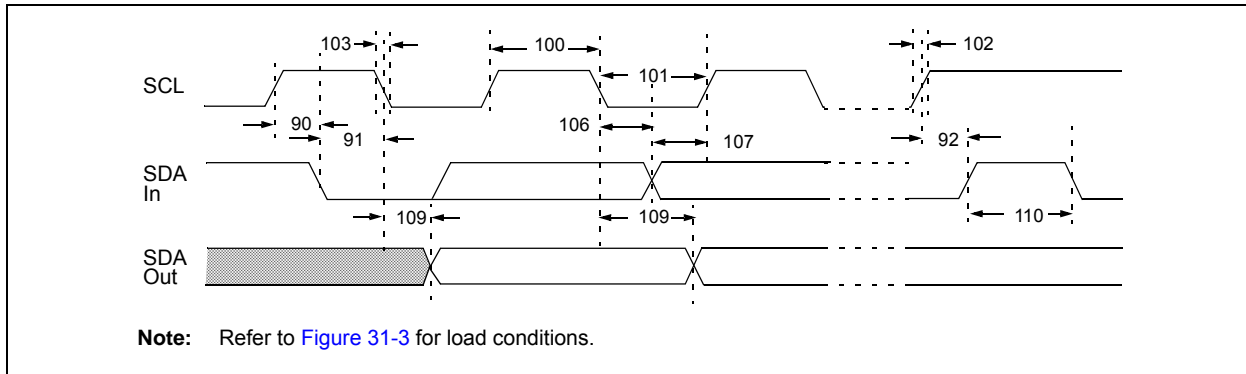 103
100
101
102
SCL
90
91
106
107
92
SDA
In
109
109
110
SDA
Out
Note: Refer to Figure 31-3 for load conditions.